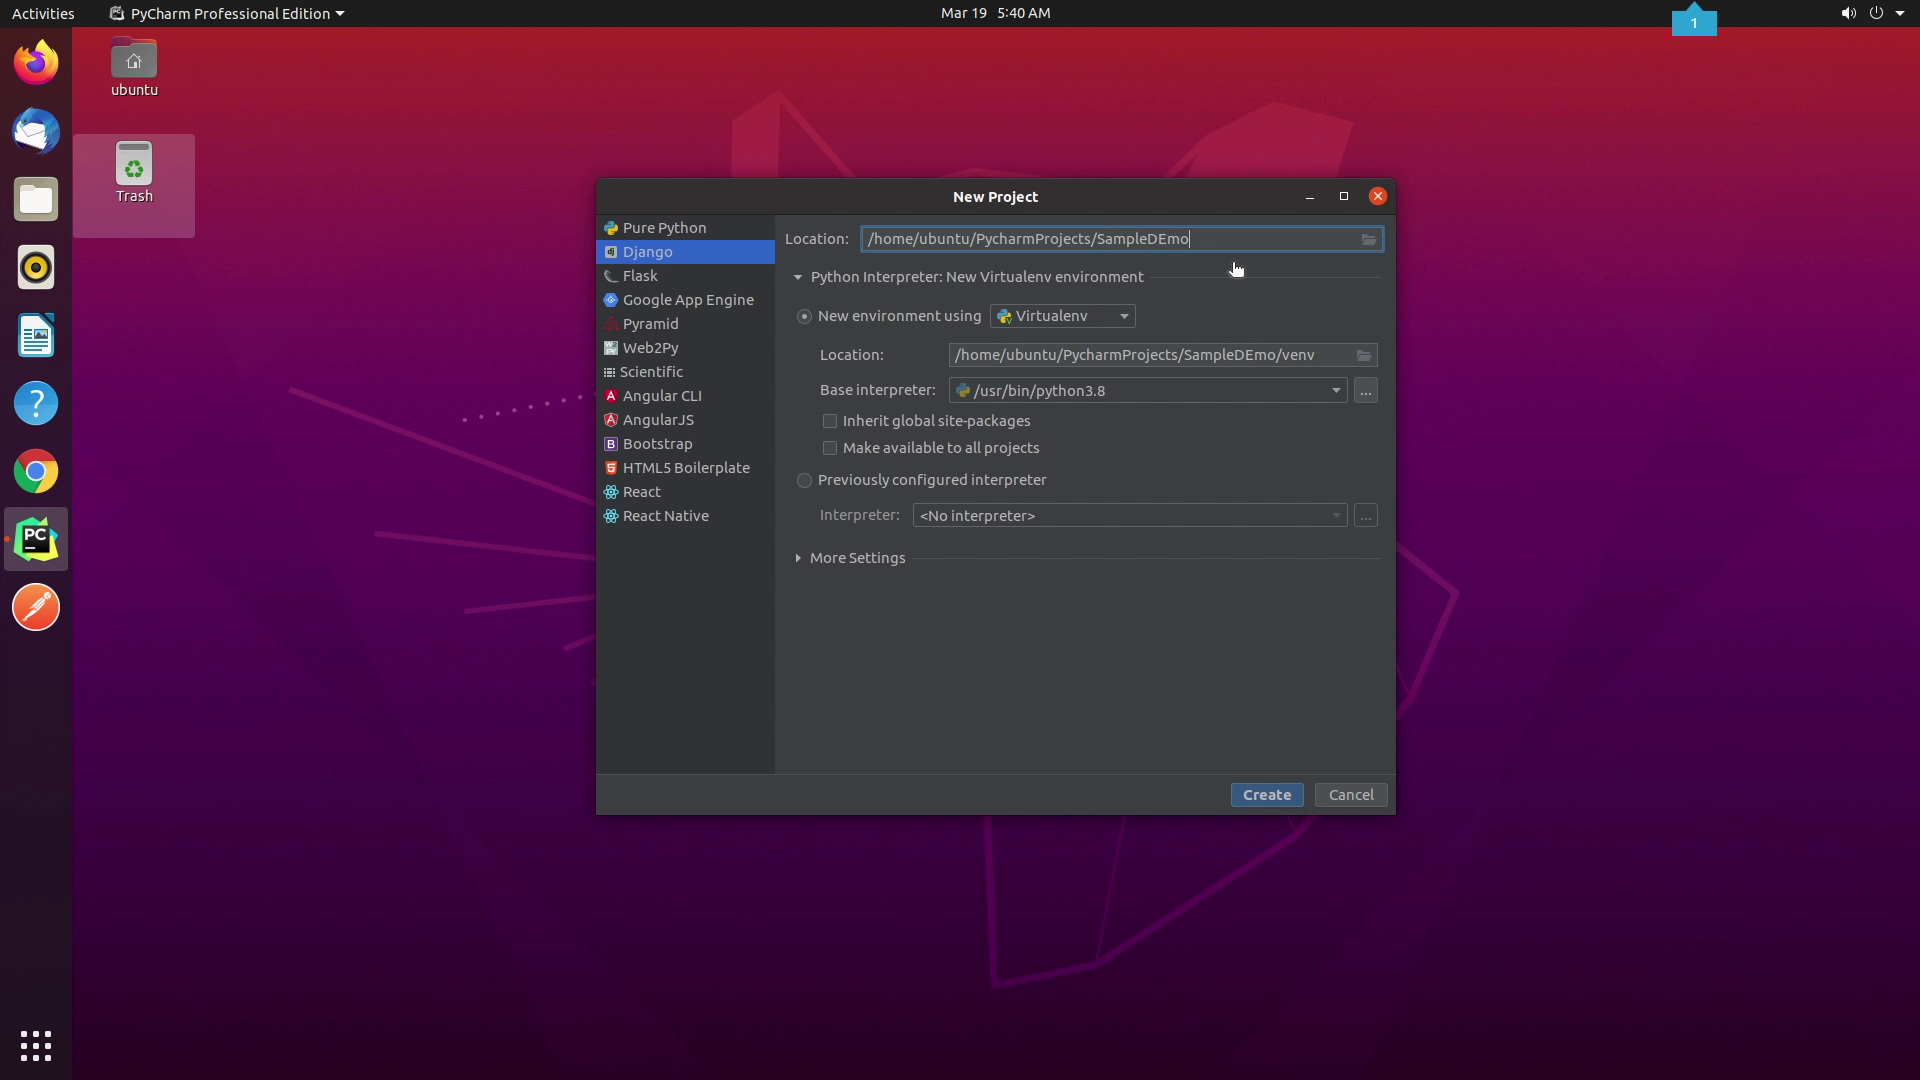 Activities
PyCharm Professional Edition
Mar 19 5:40 AM
1
ubuntu
Trash
New Project
Pure Python
Django
Flask
Google App Engine
Pyramid
Web2Py
Scientific
Angular CLI
AngularJS
Bootstrap
HTML5 Boilerplate
React
React Native
Location: /home/ubuntu/PycharmProjects/SampleDEmo
Python Interpreter: New Virtualenv environment
New environment using Virtualenv
Location: /home/ubuntu/PycharmProjects/SampleDEmo/venv
Base interpreter: /usr/bin/python3.8 ...
Inherit global site-packages
Make available to all projects
Previously configured interpreter
Interpreter: <No interpreter> ...
More Settings
Create Cancel
PC